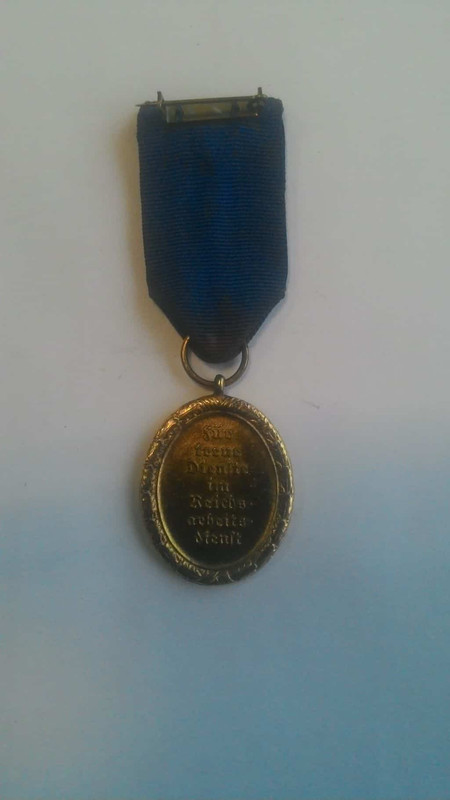 Für
treue
Dienste
im
Reichs-
arbeits-
dienst